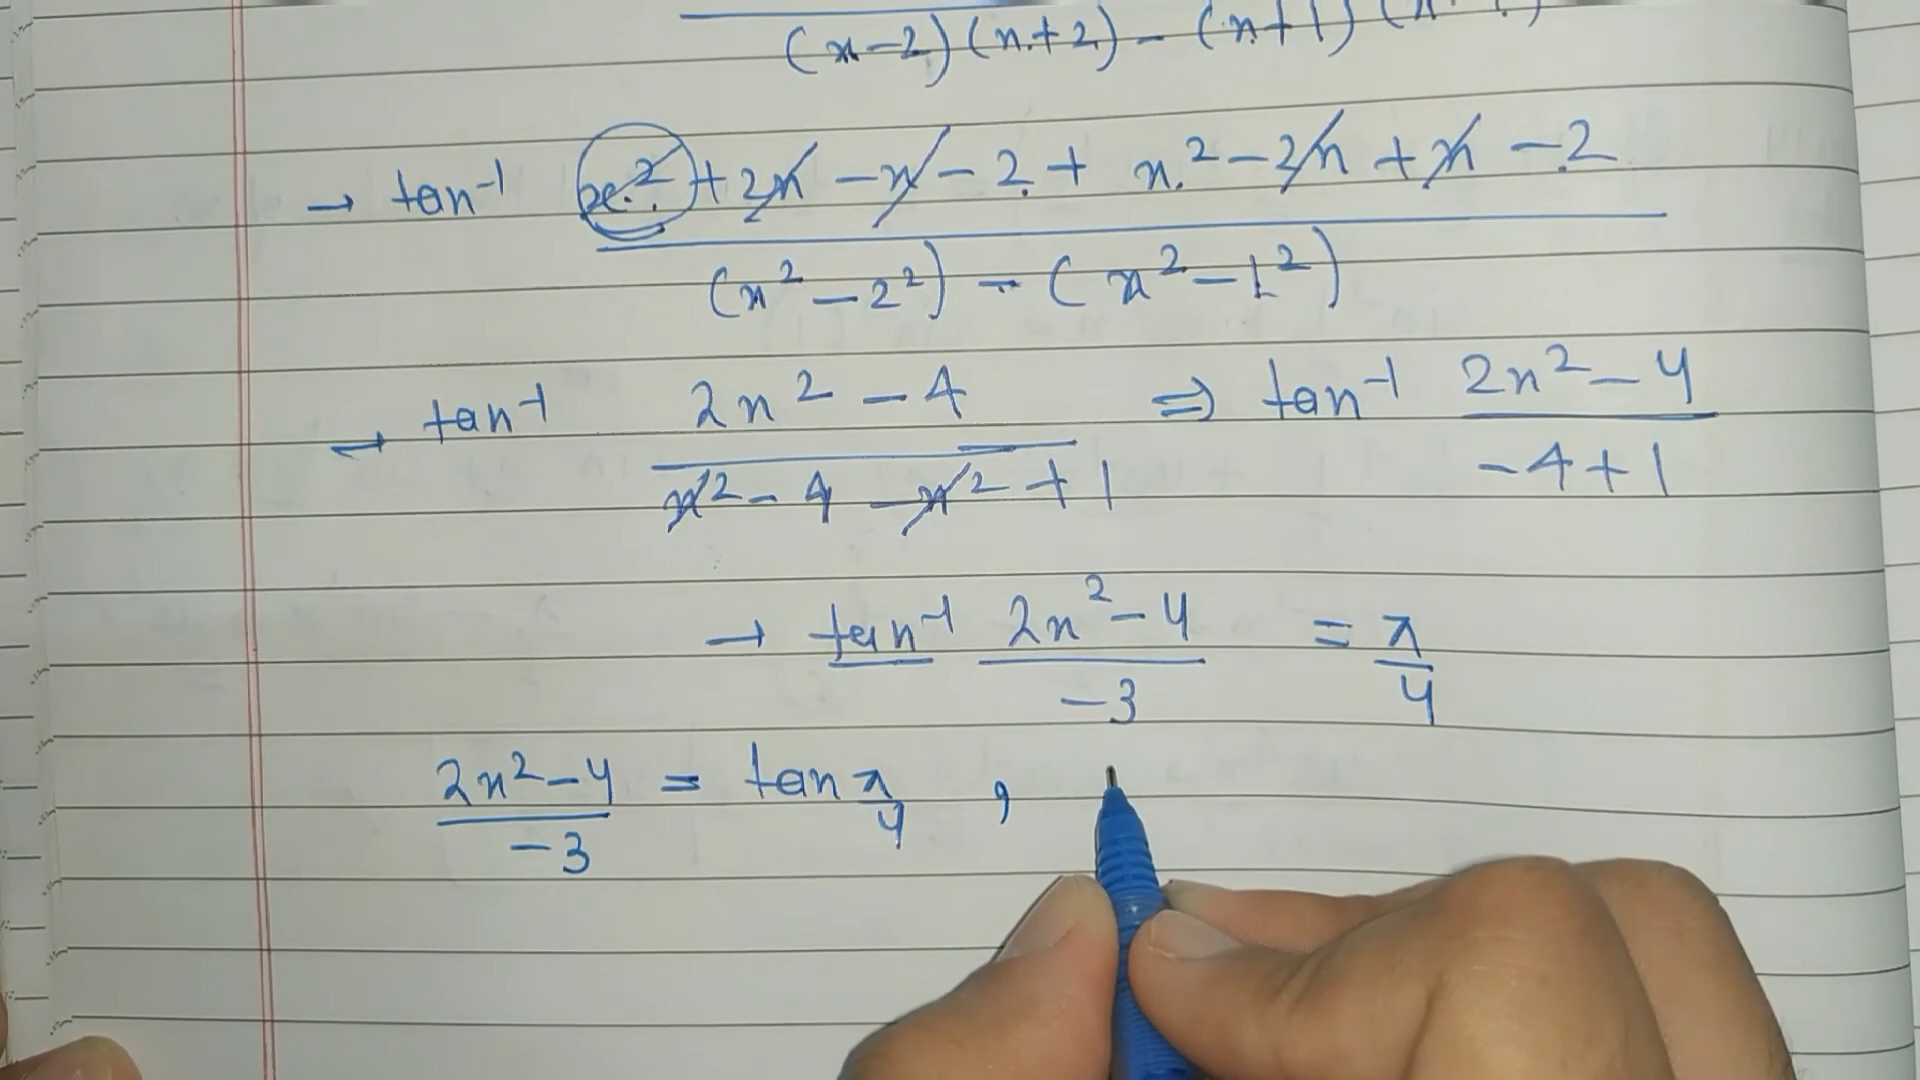 (x-2)(x+2) - (x+1)(x
→ tan⁻¹ x² + 2x - x - 2 + x² - 2x + x - 2
(x² - 2²) - (x² - 1²)
→ tan⁻¹ 2x² - 4 ⇒ tan⁻¹ 2x² - 4
x² - 4 - x² + 1 -4+1
→ tan⁻¹ 2x² - 4 = π
-3 4
2x² - 4 = tan π ,
-3 4